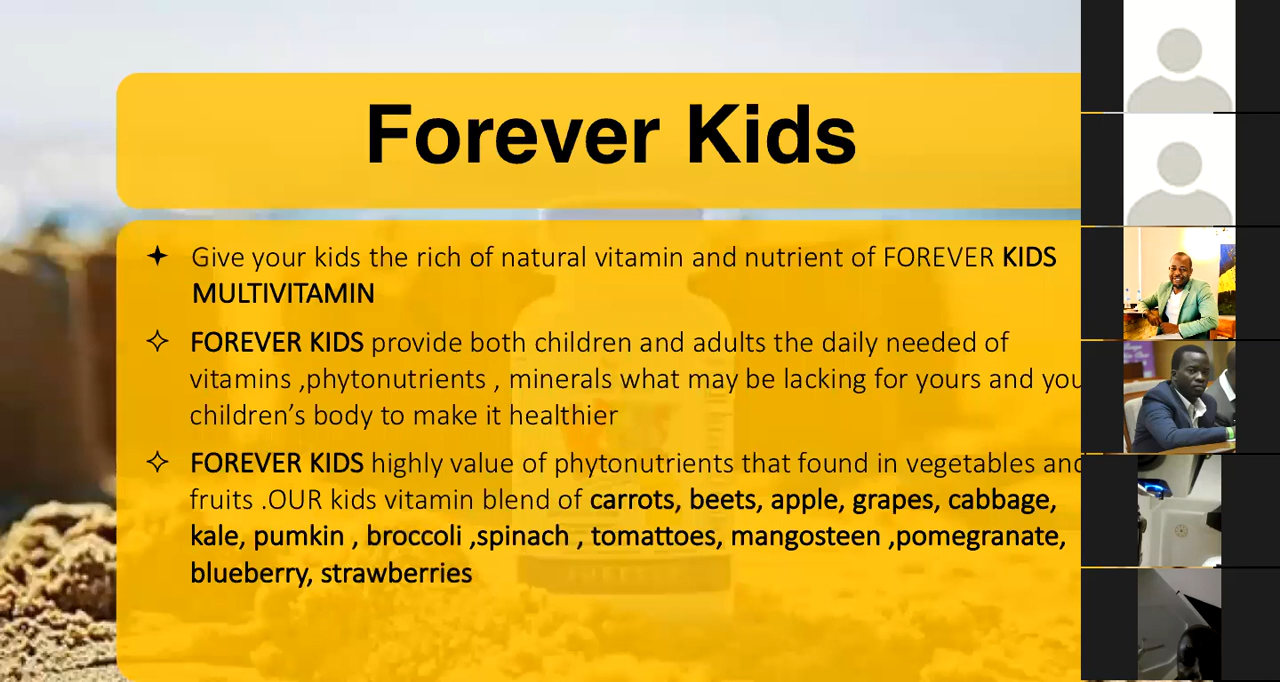 Forever Kids
Give your kids the rich of natural vitamin and nutrient of FOREVER KIDS
MULTIVITAMIN
FOREVER KIDS provide both children and adults the daily needed of
vitamins ,phytonutrients , minerals what may be lacking for yours and you
children’s body to make it healthier
FOREVER KIDS highly value of phytonutrients that found in vegetables and
fruits .OUR kids vitamin blend of carrots, beets, apple, grapes, cabbage,
kale, pumkin , broccoli ,spinach , tomattoes, mangosteen ,pomegranate,
blueberry, strawberries